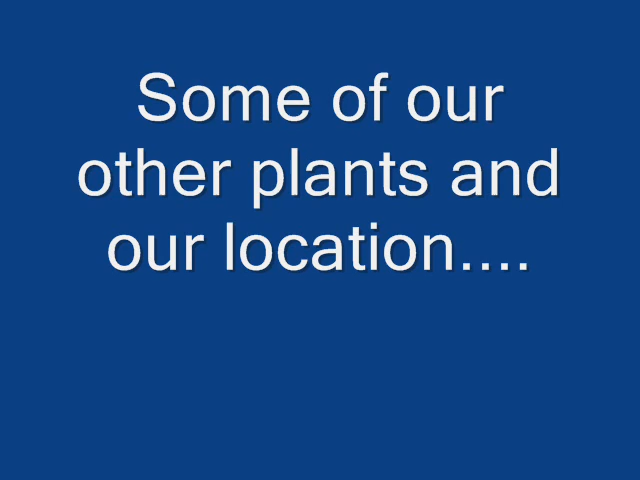 Some of our
other plants and
our location....